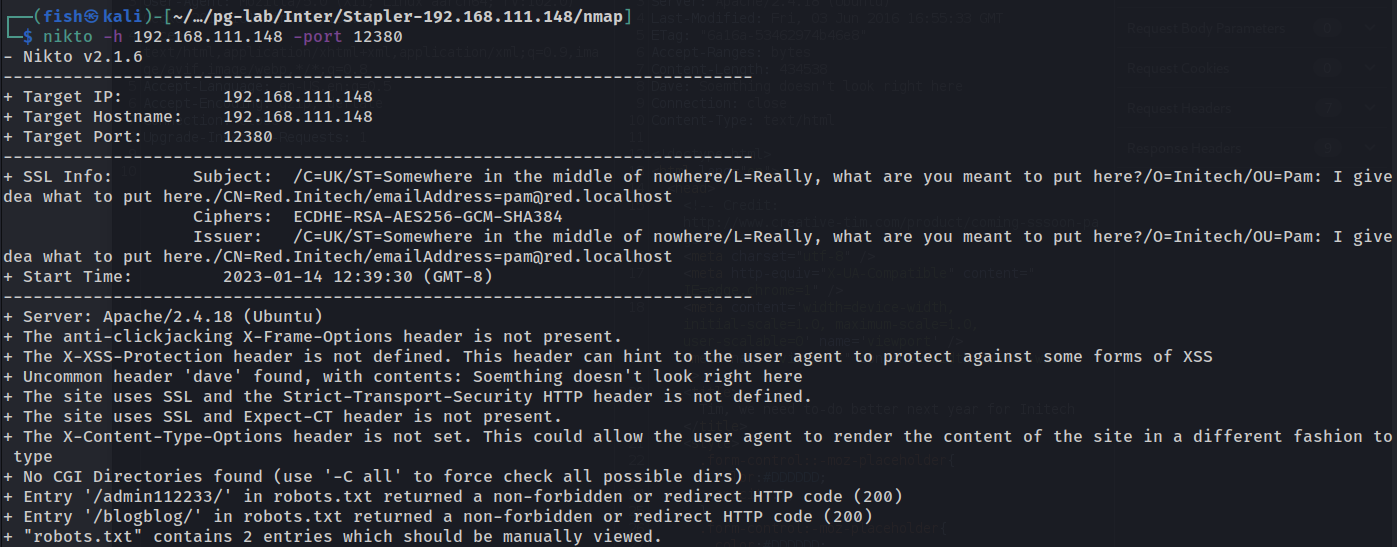 (fish㉿kali)-[~/…/pg-lab/Inter/Stapler-192.168.111.148/nmap]
$ nikto -h 192.168.111.148 -port 12380
- Nikto v2.1.6
---------------------------------------------------------------------------
+ Target IP:          192.168.111.148
+ Target Hostname:    192.168.111.148
+ Target Port:        12380
---------------------------------------------------------------------------
+ SSL Info:        Subject:  /C=UK/ST=Somewhere in the middle of nowhere/L=Really, what are you meant to put here?/O=Initech/OU=Pam: I give
dea what to put here./CN=Red.Initech/emailAddress=pam@red.localhost
                   Ciphers:  ECDHE-RSA-AES256-GCM-SHA384
                   Issuer:   /C=UK/ST=Somewhere in the middle of nowhere/L=Really, what are you meant to put here?/O=Initech/OU=Pam: I give
dea what to put here./CN=Red.Initech/emailAddress=pam@red.localhost
+ Start Time:         2023-01-14 12:39:30 (GMT-8)
---------------------------------------------------------------------------
+ Server: Apache/2.4.18 (Ubuntu)
+ The anti-clickjacking X-Frame-Options header is not present.
+ The X-XSS-Protection header is not defined. This header can hint to the user agent to protect against some forms of XSS
+ Uncommon header 'dave' found, with contents: Soemthing doesn't look right here
+ The site uses SSL and the Strict-Transport-Security HTTP header is not defined.
+ The site uses SSL and Expect-CT header is not present.
+ The X-Content-Type-Options header is not set. This could allow the user agent to render the content of the site in a different fashion to
type
+ No CGI Directories found (use '-C all' to force check all possible dirs)
+ Entry '/admin112233/' in robots.txt returned a non-forbidden or redirect HTTP code (200)
+ Entry '/blogblog/' in robots.txt returned a non-forbidden or redirect HTTP code (200)
+ "robots.txt" contains 2 entries which should be manually viewed.